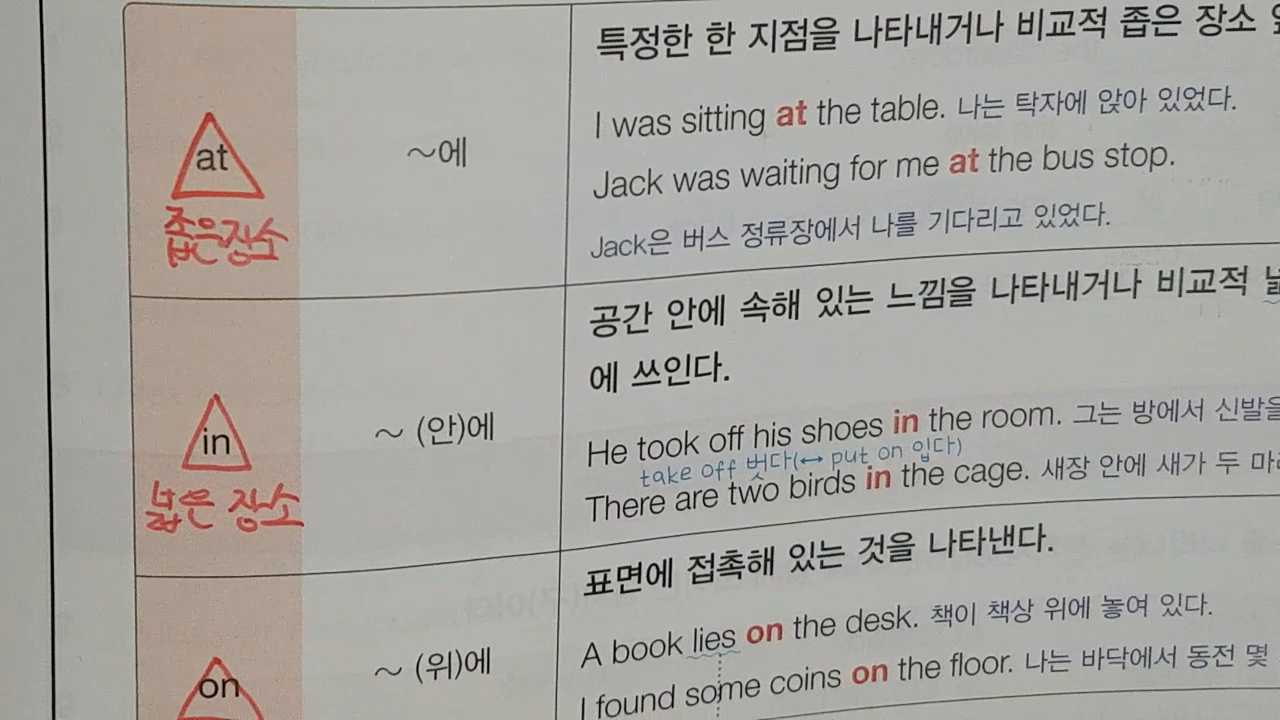 특정한 한 지점을 나타내거나 비교적 좁은 장소
at
~에
I was sitting at the table. 나는 탁자에 앉아 있었다.
Jack was waiting for me at the bus stop.
좁은장소
Jack은 버스 정류장에서 나를 기다리고 있었다.
공간 안에 속해 있는 느낌을 나타내거나 비교적
에 쓰인다.
in
~ (안)에
He took off his shoes in the room. 그는 방에서 신발을
take off 벗다(↔ put on 입다)
There are two birds in the cage. 새장 안에 새가 두 마
넓은 장소
표면에 접촉해 있는 것을 나타낸다.
on
~ (위)에
A book lies on the desk. 책이 책상 위에 놓여 있다.
I found some coins on the floor. 나는 바닥에서 동전 몇